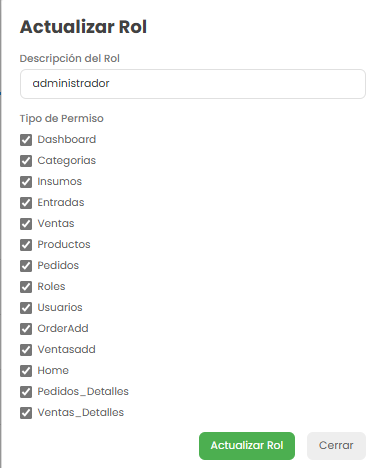 Actualizar Rol
Descripción del Rol
administrador
Tipo de Permiso
Dashboard
Categorias
Insumos
Entradas
Ventas
Productos
Pedidos
Roles
Usuarios
OrderAdd
Ventasadd
Home
Pedidos_Detalles
Ventas_Detalles
Actualizar Rol Cerrar